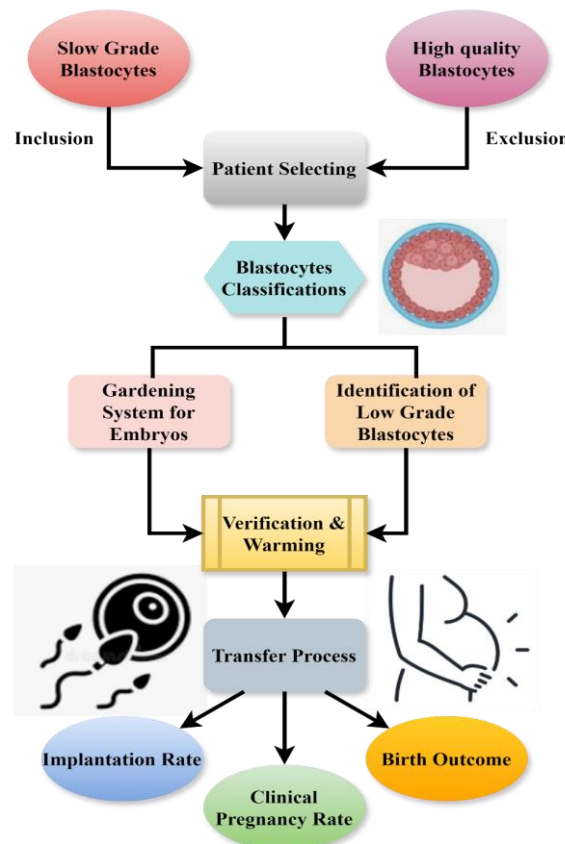 Slow Grade
Blastocytes
High quality
Blastocytes
Inclusion
Exclusion
Patient Selecting
Blastocytes
Classifications
Gardening
System for
Embryos
Identification of
Low Grade
Blastocytes
Verification &
Warming
Transfer Process
Implantation Rate
Birth Outcome
Clinical
Pregnancy Rate